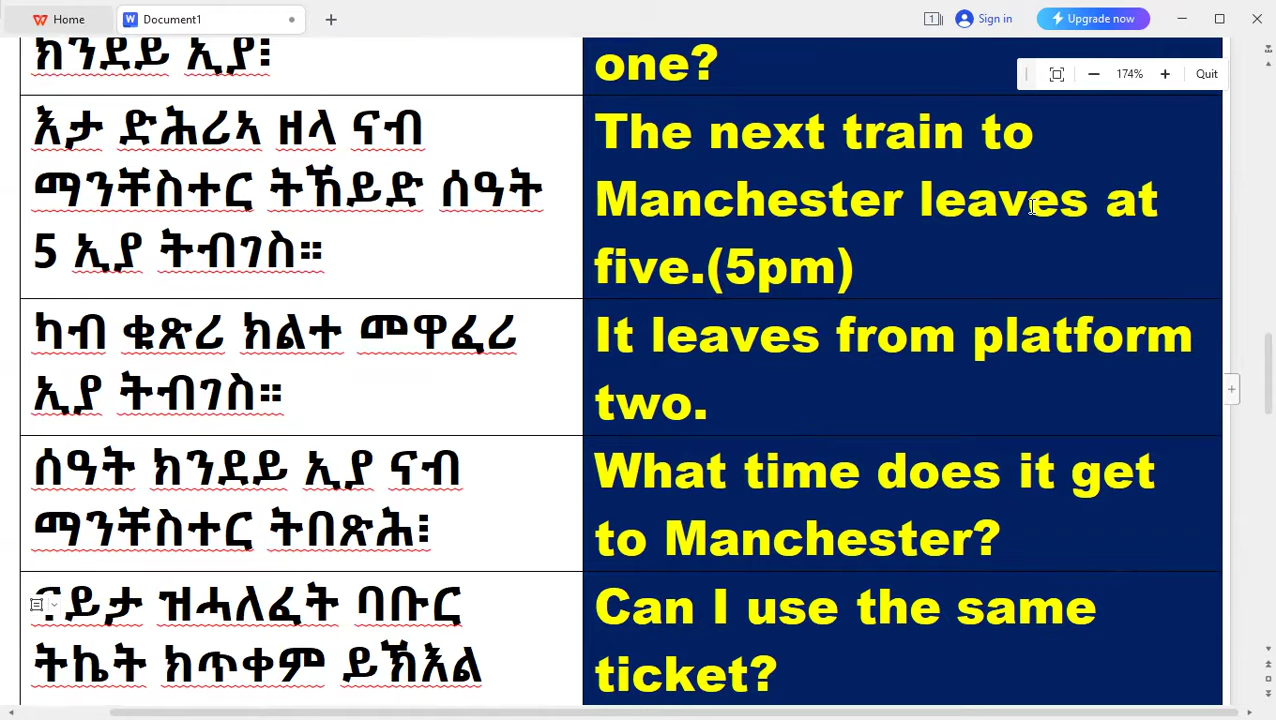 Home
Document1
Sign in
Upgrade now
174%
Quit
ክንደይ ኢያ፧
one?
እታ ድሕሪኣ ዘላ ናብ
ማንቸስተር ትኸይድ ሰዓት
5 ኢያ ትብገስ።
The next train to
Manchester leaves at
five.(5pm)
ካብ ቁጽሪ ክልተ መዋፈሪ
ኢያ ትብገስ።
It leaves from platform
two.
ሰዓት ክንደይ ኢያ ናብ
ማንቸስተር ትበጽሕ፧
What time does it get
to Manchester?
ዝሓለፈት ባቡር
ትኬት ክጥቀም ይኽእል
Can I use the same
ticket?